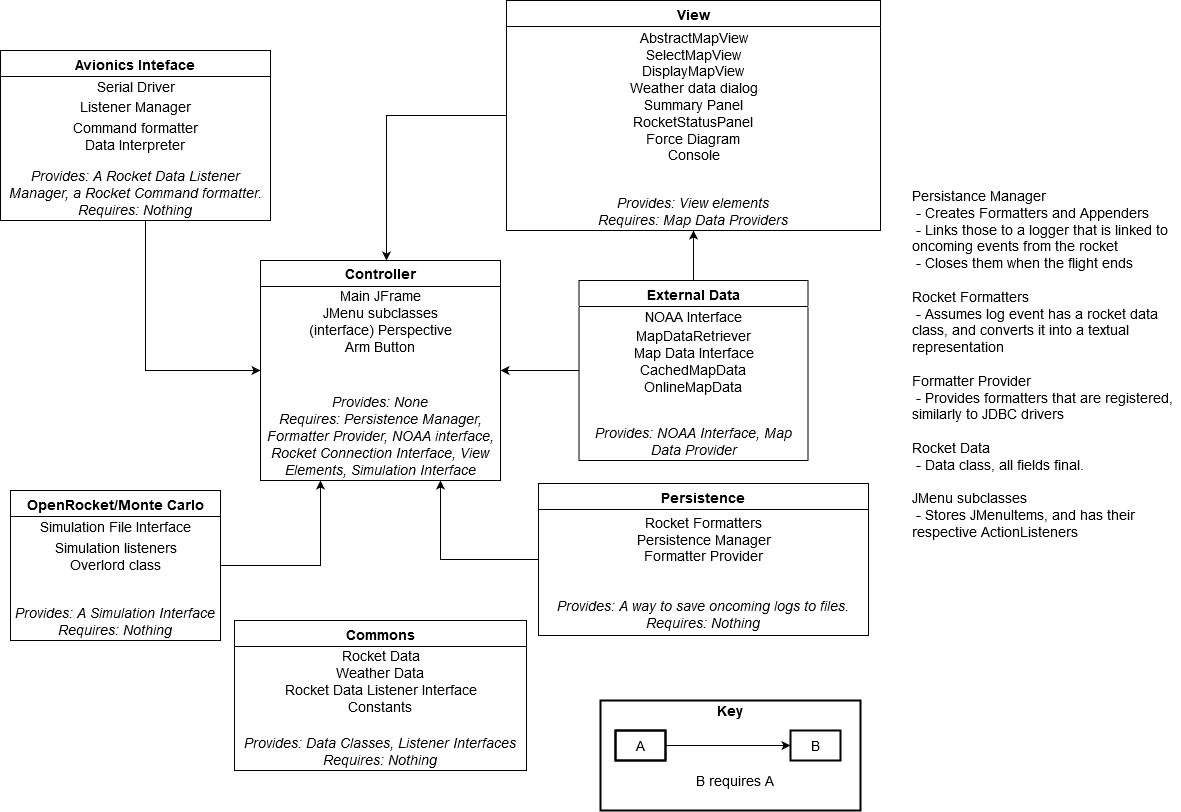 View
AbstractMapView
SelectMapView
DisplayMapView
Weather data dialog
Summary Panel
RocketStatusPanel
Force Diagram
Console
Provides: View elements
Requires: Map Data Providers
Avionics Inteface
Serial Driver
Listener Manager
Command formatter
Data Interpreter
Provides: A Rocket Data Listener
Manager, a Rocket Command formatter.
Requires: Nothing
Controller
Main JFrame
JMenu subclasses
(interface) Perspective
Arm Button
Provides: None
Requires: Persistence Manager,
Formatter Provider, NOAA interface,
Rocket Connection Interface, View
Elements, Simulation Interface
External Data
NOAA Interface
MapDataRetriever
Map Data Interface
CachedMapData
OnlineMapData
Provides: NOAA Interface, Map
Data Provider
Persistance Manager
- Creates Formatters and Appenders
- Links those to a logger that is linked to
oncoming events from the rocket
- Closes them when the flight ends
Rocket Formatters
- Assumes log event has a rocket data
class, and converts it into a textual
representation
Formatter Provider
- Provides formatters that are registered,
similarly to JDBC drivers
Rocket Data
- Data class, all fields final.
JMenu subclasses
- Stores JMenuItems, and has their
respective ActionListeners
OpenRocket/Monte Carlo
Simulation File Interface
Simulation listeners
Overlord class
Provides: A Simulation Interface
Requires: Nothing
Persistence
Rocket Formatters
Persistence Manager
Formatter Provider
Provides: A way to save oncoming logs to files.
Requires: Nothing
Commons
Rocket Data
Weather Data
Rocket Data Listener Interface
Constants
Provides: Data Classes, Listener Interfaces
Requires: Nothing
Key
A
B
B requires A